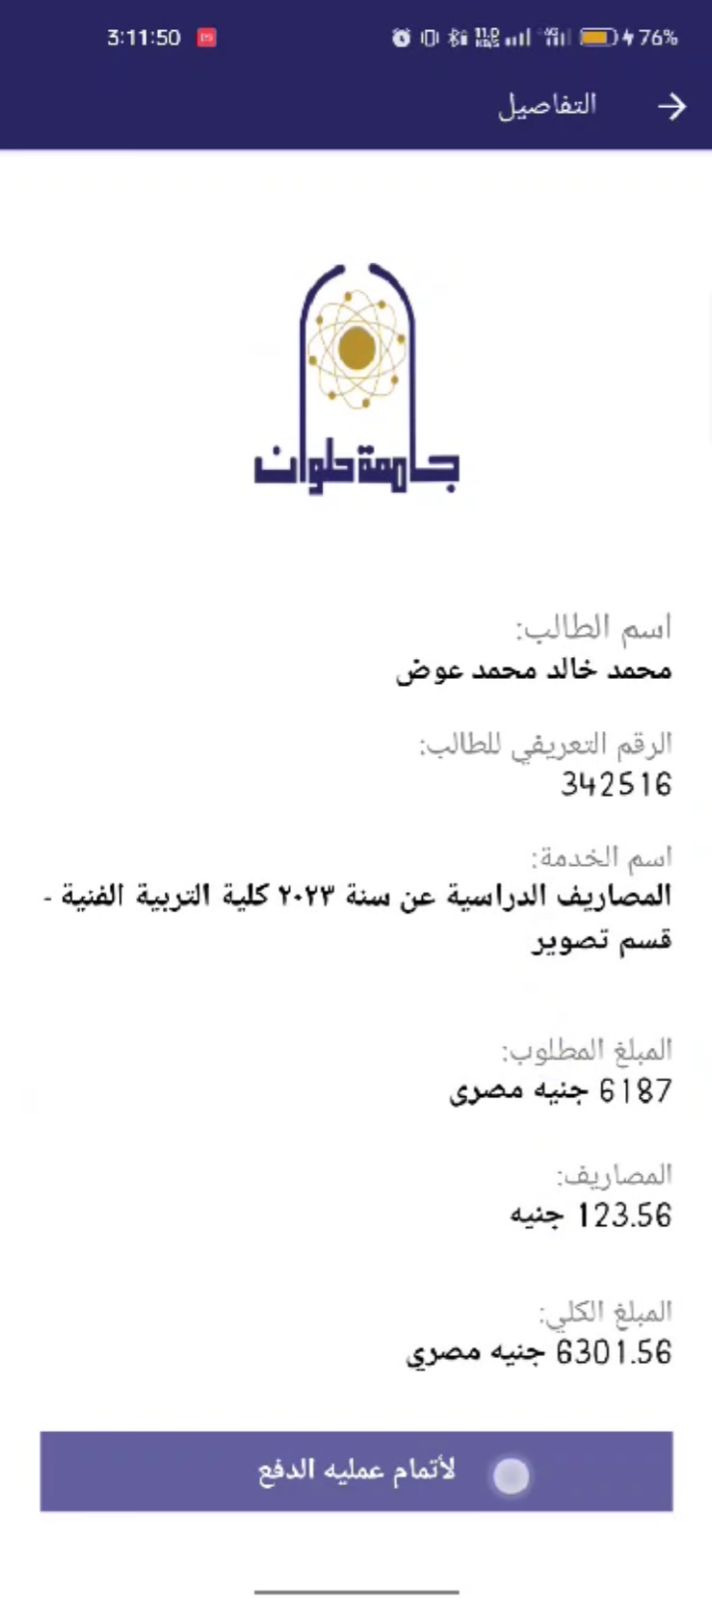 3:11:50
76%
التفاصيل
جامعة حلوان
اسم الطالب:
محمد خالد محمد عوض
الرقم التعريفي للطالب:
342516
اسم الخدمة:
المصاريف الدراسية عن سنة ٢٠٢٣ كلية التربية الفنية -
قسم تصوير
المبلغ المطلوب:
6187 جنيه مصرى
المصاريف:
123.56 جنيه
المبلغ الكلي:
6301.56 جنيه مصري
لأتمام عمليه الدفع